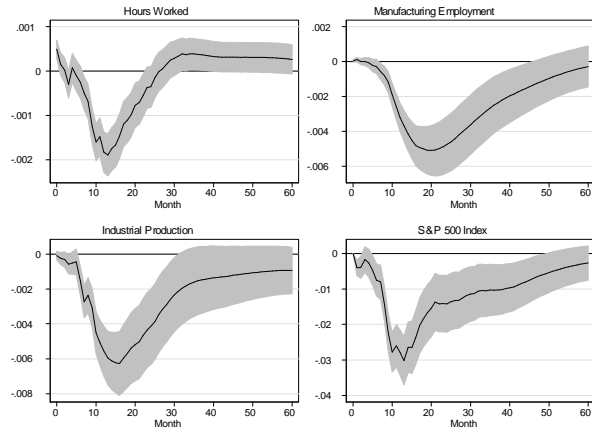 Hours Worked
.001
0
-.001
-.002
0 10 20 30 40 50 60
Month
Manufacturing Employment
.002
0
-.002
-.004
-.006
0 10 20 30 40 50 60
Month
Industrial Production
0
-.002
-.004
-.006
-.008
0 10 20 30 40 50 60
Month
S&P 500 Index
0
-.01
-.02
-.03
-.04
0 10 20 30 40 50 60
Month